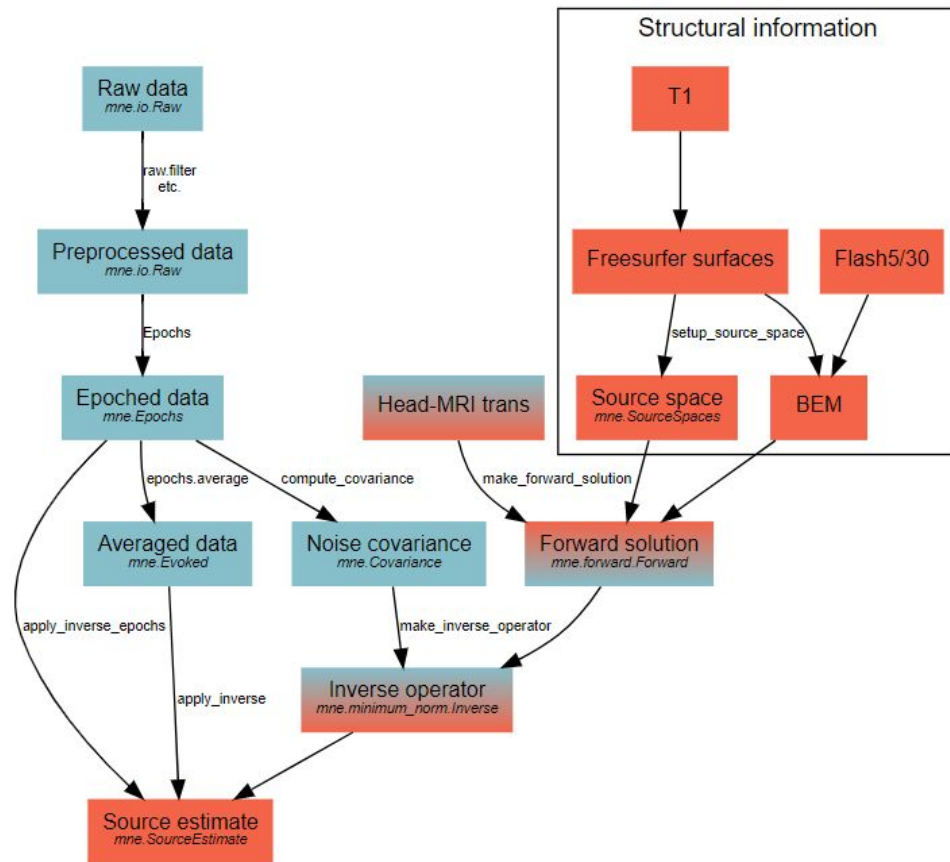 Structural information
Raw data
mne.io.Raw
T1
raw.filter
etc.
Preprocessed data
mne.io.Raw
Freesurfer surfaces
Flash5/30
Epochs
setup_source_space
Epoched data
mne.Epochs
Head-MRI trans
Source space
mne.SourceSpaces
BEM
epochs.average
compute_covariance
make_forward_solution
Averaged data
mne.Evoked
Noise covariance
mne.Covariance
Forward solution
mne.forward.Forward
apply_inverse_epochs
make_inverse_operator
Inverse operator
mne.minimum_norm.Inverse
apply_inverse
Source estimate
mne.SourceEstimate